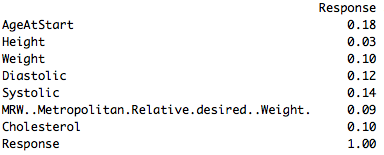 Response
AgeAtStart 0.18
Height 0.03
Weight 0.10
Diastolic 0.12
Systolic 0.14
MRW..Metropolitan.Relative.desired..Weight. 0.09
Cholesterol 0.10
Response 1.00